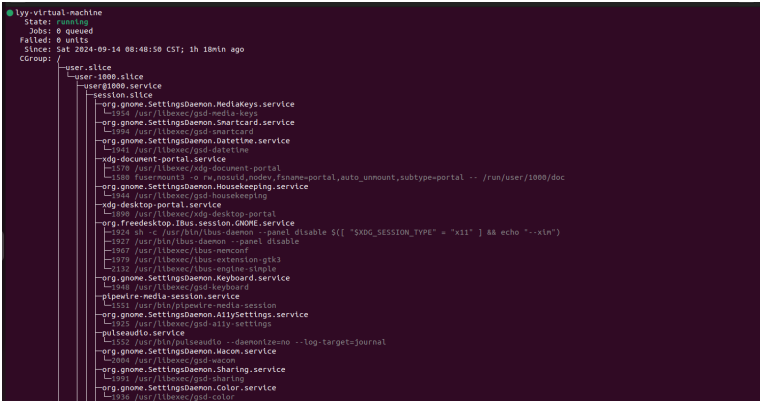 ● lyy-virtual-machine
State: running
Jobs: 0 queued
Failed: 0 units
Since: Sat 2024-09-14 08:48:50 CST; 1h 18min ago
CGroup: /
├─user.slice
│ └─user-1000.slice
│   ├─user@1000.service
│   │ ├─session.slice
│   │ │ ├─org.gnome.SettingsDaemon.MediaKeys.service
│   │ │ │ └─1954 /usr/libexec/gsd-media-keys
│   │ │ ├─org.gnome.SettingsDaemon.Smartcard.service
│   │ │ │ └─1994 /usr/libexec/gsd-smartcard
│   │ │ ├─org.gnome.SettingsDaemon.Datetime.service
│   │ │ │ └─1941 /usr/libexec/gsd-datetime
│   │ │ ├─xdg-document-portal.service
│   │ │ │ ├─1570 /usr/libexec/xdg-document-portal
│   │ │ │ └─1580 fusermount3 -o rw,nosuid,nodev,fsname=portal,auto_unmount,subtype=portal -- /run/user/1000/doc
│   │ │ ├─org.gnome.SettingsDaemon.Housekeeping.service
│   │ │ │ └─1944 /usr/libexec/gsd-housekeeping
│   │ │ ├─xdg-desktop-portal.service
│   │ │ │ └─1890 /usr/libexec/xdg-desktop-portal
│   │ │ ├─org.freedesktop.IBus.session.GNOME.service
│   │ │ │ ├─1924 sh -c /usr/bin/ibus-daemon --panel disable $([ "$XDG_SESSION_TYPE" = "x11" ] && echo "--xim")
│   │ │ │ ├─1927 /usr/bin/ibus-daemon --panel disable
│   │ │ │ ├─1967 /usr/libexec/ibus-memconf
│   │ │ │ ├─1979 /usr/libexec/ibus-extension-gtk3
│   │ │ │ └─2132 /usr/libexec/ibus-engine-simple
│   │ │ ├─org.gnome.SettingsDaemon.Keyboard.service
│   │ │ │ └─1948 /usr/libexec/gsd-keyboard
│   │ │ ├─pipewire-media-session.service
│   │ │ │ └─1551 /usr/bin/pipewire-media-session
│   │ │ ├─org.gnome.SettingsDaemon.A11ySettings.service
│   │ │ │ └─1925 /usr/libexec/gsd-a11y-settings
│   │ │ ├─pulseaudio.service
│   │ │ │ └─1552 /usr/bin/pulseaudio --daemonize=no --log-target=journal
│   │ │ ├─org.gnome.SettingsDaemon.Wacom.service
│   │ │ │ └─2004 /usr/libexec/gsd-wacom
│   │ │ ├─org.gnome.SettingsDaemon.Sharing.service
│   │ │ │ └─1991 /usr/libexec/gsd-sharing
│   │ │ ├─org.gnome.SettingsDaemon.Color.service
│   │ │ │ └─1936 /usr/libexec/gsd-color